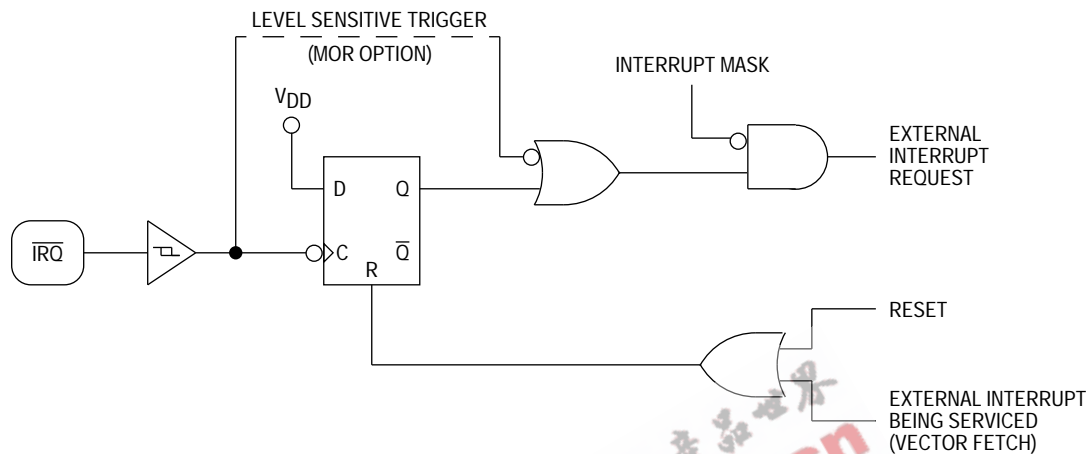 LEVEL SENSITIVE TRIGGER
(MOR OPTION)
INTERRUPT MASK
VDD
EXTERNAL
INTERRUPT
REQUEST
D
Q
IRQ
C
Q
R
RESET
EXTERNAL INTERRUPT
BEING SERVICED
(VECTOR FETCH)